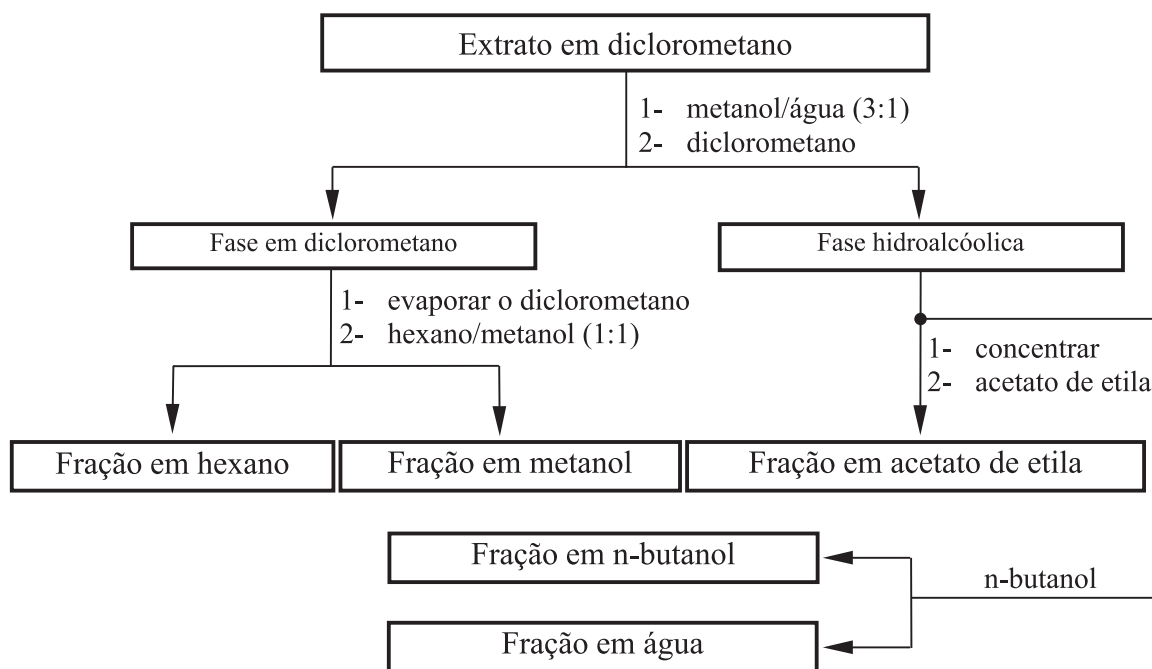 Extrato em diclorometano
1- metanol/água (3:1)
2- diclorometano
Fase em diclorometano
Fase hidroalcóolica
1- evaporar o diclorometano
2- hexano/metanol (1:1)
1- concentrar
2- acetato de etila
Fração em hexano
Fração em metanol
Fração em acetato de etila
Fração em n-butanol
n-butanol
Fração em água